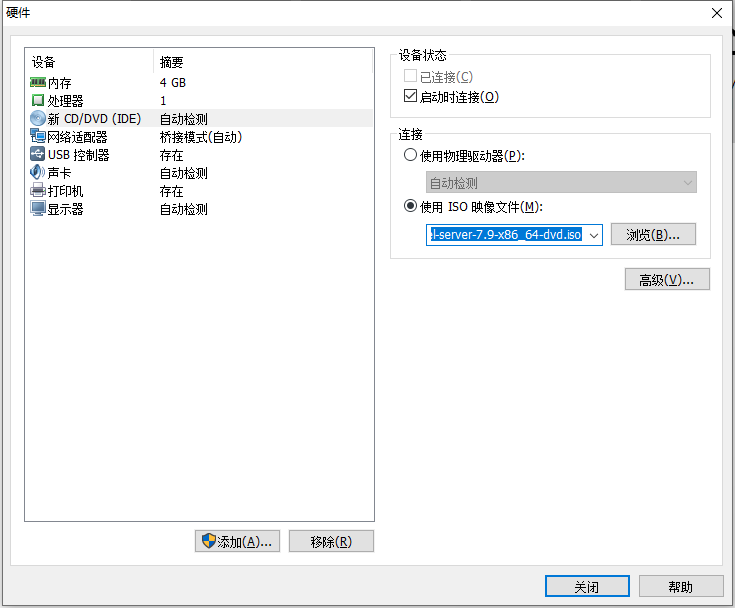 硬件
设备 摘要
内存 4 GB
处理器 1
新 CD/DVD (IDE) 自动检测
网络适配器 桥接模式(自动)
USB 控制器 存在
声卡 自动检测
打印机 存在
显示器 自动检测
添加(A)... 移除(R)
设备状态
已连接(C)
启动时连接(O)
连接
使用物理驱动器(P):
自动检测
使用 ISO 映像文件(M):
el-server-7.9-x86_64-dvd.iso 浏览(B)...
高级(V)...
关闭 帮助